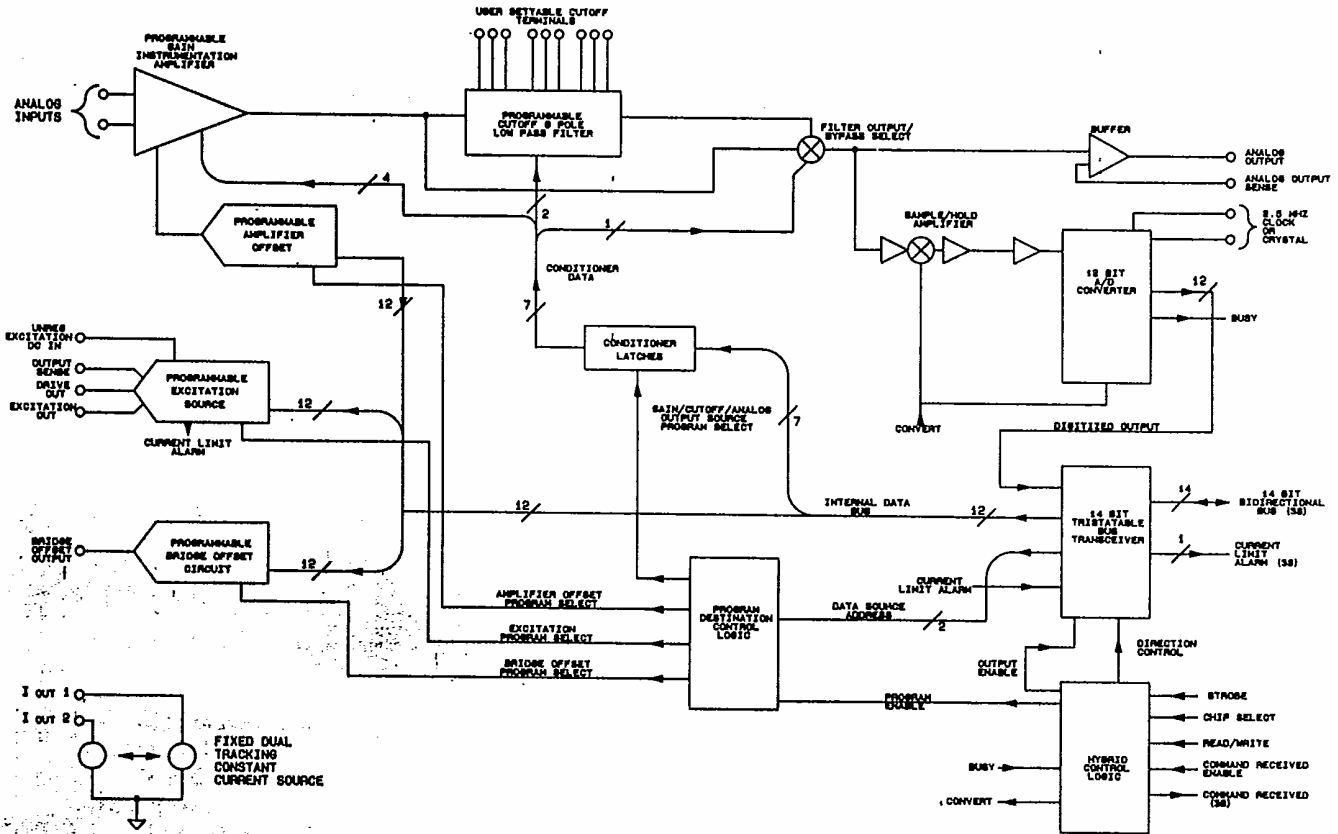 USER SETTABLE CUTOFF
TERMINALS
PROGRAMMABLE
GAIN
INSTRUMENTATION
AMPLIFIER
ANALOG
INPUTS
PROGRAMMABLE
CUTOFF 8 POLE
LOW PASS FILTER
FILTER OUTPUT/
BYPASS SELECT
BUFFER
ANALOG
OUTPUT
ANALOG OUTPUT
SENSE
4
2
1
PROGRAMMABLE
AMPLIFIER
OFFSET
SAMPLE/HOLD
AMPLIFIER
2.5 MHZ
CLOCK
OR
CRYSTAL
12 BIT
A/D
CONVERTER
12
BUSY
CONDITIONER
DATA
12
7
UNREG
EXCITATION
DC IN
OUTPUT
SENSE
DRIVE
OUT
EXCITATION
OUT
PROGRAMMABLE
EXCITATION
SOURCE
12
CURRENT LIMIT
ALARM
CONDITIONER
LATCHES
GAIN/CUTOFF/ANALOG
OUTPUT SOURCE
PROGRAM SELECT
7
CONVERT
DIGITIZED OUTPUT
12
INTERNAL DATA
BUS
12
14 BIT
TRISTATABLE
BUS
TRANSCEIVER
14
14 BIT
BIDIRECTIONAL
BUS (3S)
1
CURRENT
LIMIT
ALARM (3S)
BRIDGE
OFFSET
OUTPUT
PROGRAMMABLE
BRIDGE OFFSET
CIRCUIT
12
AMPLIFIER OFFSET
PROGRAM SELECT
EXCITATION
PROGRAM SELECT
BRIDGE OFFSET
PROGRAM SELECT
PROGRAM
DESTINATION
CONTROL
LOGIC
CURRENT
LIMIT ALARM
DATA SOURCE
ADDRESS
2
OUTPUT
ENABLE
DIRECTION
CONTROL
PROGRAM
ENABLE
STROBE
CHIP SELECT
READ/WRITE
COMMAND RECEIVED
ENABLE
COMMAND RECEIVED
(3S)
HYBRID
CONTROL
LOGIC
BUSY
CONVERT
I OUT 1
I OUT 2
FIXED DUAL
TRACKING
CONSTANT
CURRENT SOURCE